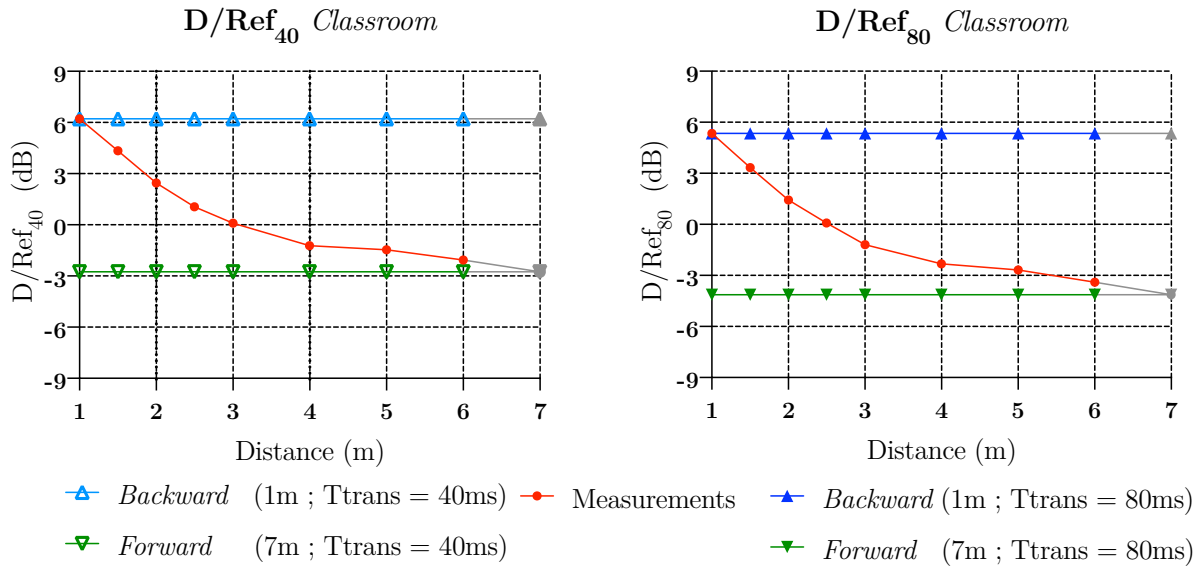 D/Ref40 Classroom
D/Ref40 (dB)
9
6
3
0
-3
-6
-9
1 2 3 4 5 6 7
Distance (m)
D/Ref80 Classroom
D/Ref80 (dB)
9
6
3
0
-3
-6
-9
1 2 3 4 5 6 7
Distance (m)
Backward (1m ; Ttrans = 40ms)
Measurements
Backward (1m ; Ttrans = 80ms)
Forward (7m ; Ttrans = 40ms)
Forward (7m ; Ttrans = 80ms)